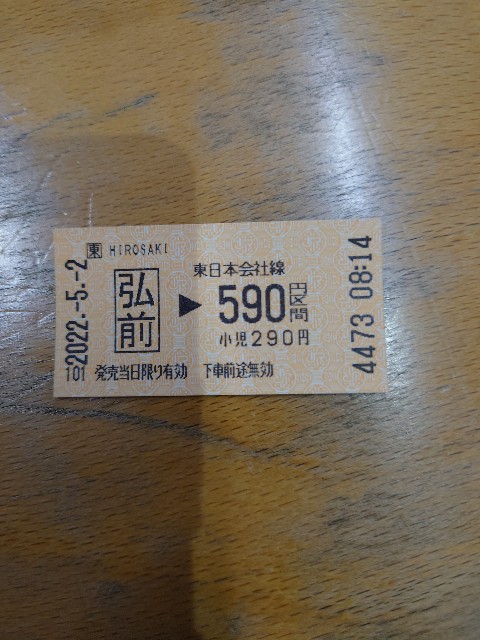 東 HIROSAKI
弘前
▶
東日本会社線
590円区間
小児290円
発売当日限り有効 下車前途無効
2022.-5.-2
101
4473 08:14